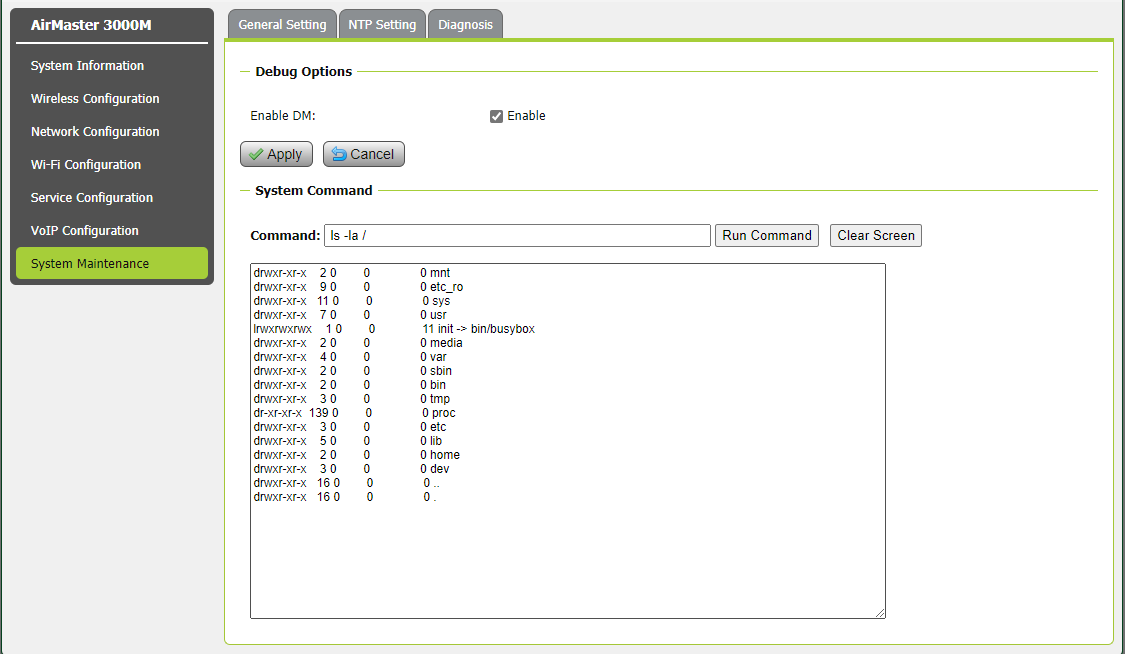 AirMaster 3000M
System Information
Wireless Configuration
Network Configuration
Wi-Fi Configuration
Service Configuration
VoIP Configuration
System Maintenance
General Setting NTP Setting Diagnosis
Debug Options
Enable DM: Enable
Apply Cancel
System Command
Command: ls -la / Run Command Clear Screen
drwxr-xr-x 2 0 0 0 mnt
drwxr-xr-x 9 0 0 0 etc_ro
drwxr-xr-x 11 0 0 0 sys
drwxr-xr-x 7 0 0 0 usr
lrwxrwxrwx 1 0 0 11 init -> bin/busybox
drwxr-xr-x 2 0 0 0 media
drwxr-xr-x 4 0 0 0 var
drwxr-xr-x 2 0 0 0 sbin
drwxr-xr-x 2 0 0 0 bin
drwxr-xr-x 3 0 0 0 tmp
dr-xr-xr-x 139 0 0 0 proc
drwxr-xr-x 3 0 0 0 etc
drwxr-xr-x 5 0 0 0 lib
drwxr-xr-x 2 0 0 0 home
drwxr-xr-x 3 0 0 0 dev
drwxr-xr-x 16 0 0 0 ..
drwxr-xr-x 16 0 0 0 .